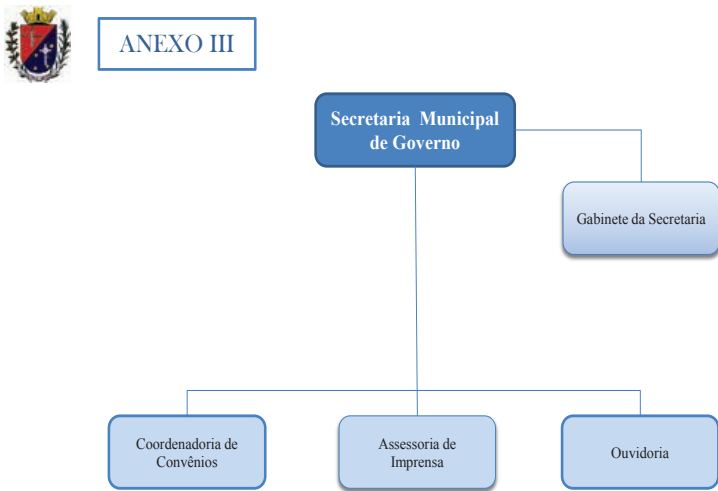 ANEXO III
Secretaria Municipal
de Governo
Gabinete da Secretaria
Coordenadoria de
Convênios
Assessoria de
Imprensa
Ouvidoria